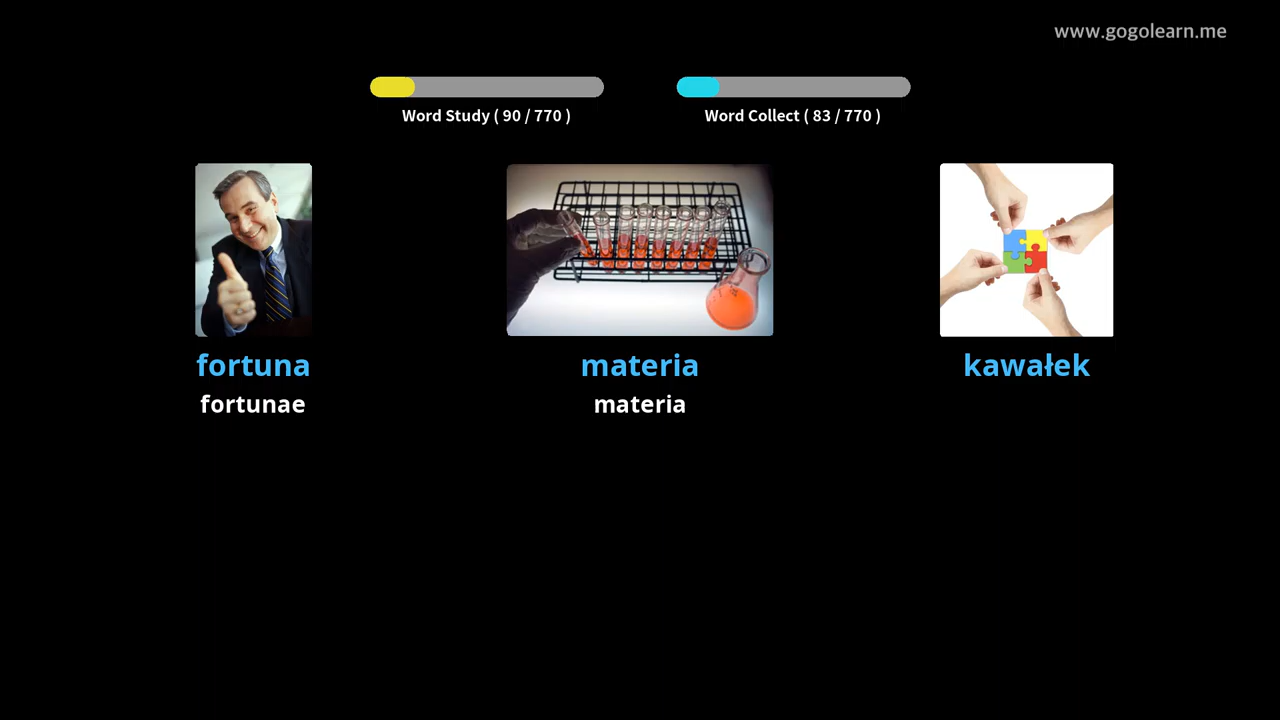 www.gogolearn.me
Word Study ( 90 / 770 )
Word Collect ( 83 / 770 )
fortuna
fortunae
materia
materia
kawałek